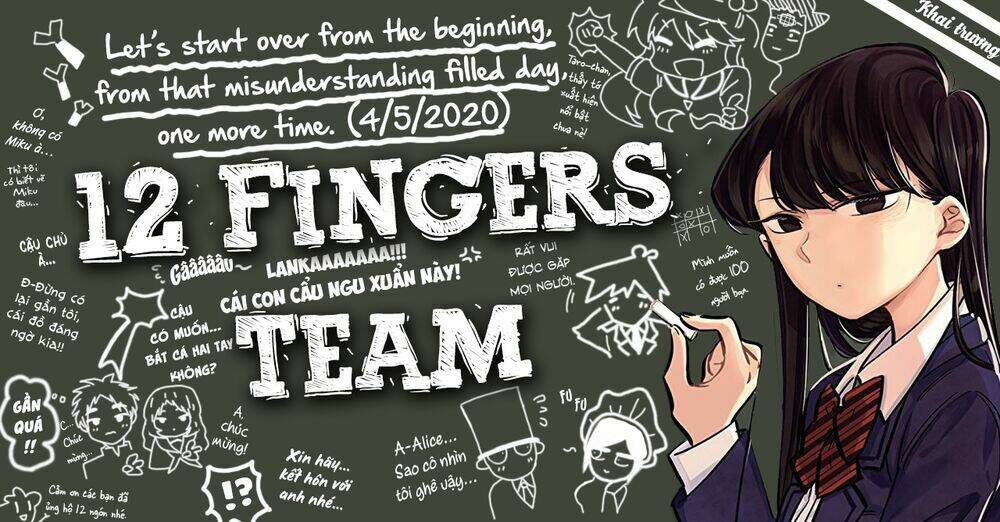 Let's start over from the beginning,
from that misunderstanding filled day
one more time. (4/5/2020)
Khai trương
Taro-chan,
thấy tớ
xuất hiện
nổi bật
chưa nè!
Ơ,
không có
Miku à...
Thì tôi
có biết về
Miku
đâu...
12 FINGERS
TEAM
CẬU CHỦ
À...
Đ-Đừng có
lại gần tôi,
cái đồ đáng
ngờ kia!!
Gâââââu
LANKAAAAAAA!!!
CÁI CON CẨU NGU XUẨN NÀY!
CẬU
CÓ MUỐN...
BẮT CÁ HAI TAY
KHÔNG?
RẤT VUI
ĐƯỢC GẶP
MỌI NGƯỜI.
Mình muốn
có được 100
người bạn
GẦN
QUÁ
!!
C...
Chúc
mừng...
A,
chúc
mừng!
Cảm ơn các bạn đã
ủng hộ 12 ngón nhé.
!?
Xin hãy...
kết hôn với
anh nhé...
A-Alice...
Sao cô nhìn
tôi ghê vậy...
FU
FU